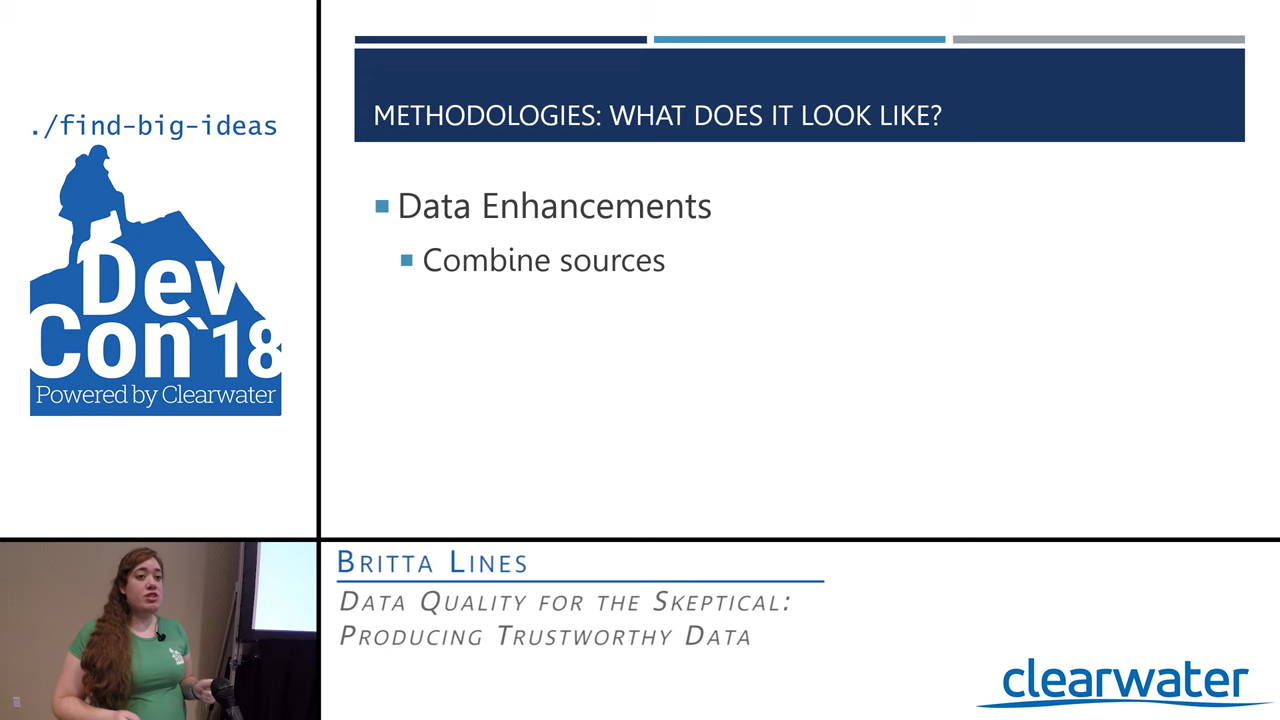 ./find-big-ideas
Dev
Con`18
Powered by Clearwater
METHODOLOGIES: WHAT DOES IT LOOK LIKE?
Data Enhancements
Combine sources
BRITTA LINES
DATA QUALITY FOR THE SKEPTICAL:
PRODUCING TRUSTWORTHY DATA
clearwater